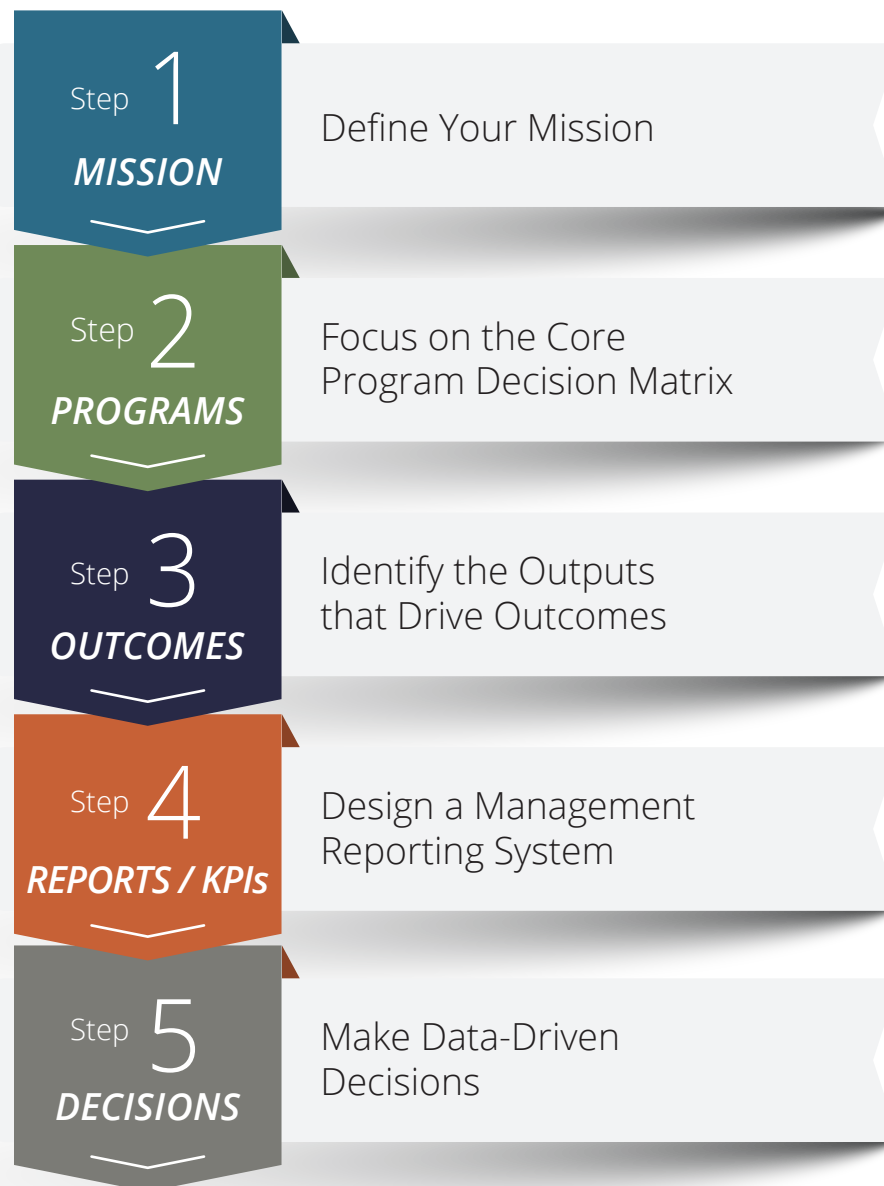 Step 1
MISSION
Define Your Mission
Step 2
PROGRAMS
Focus on the Core
Program Decision Matrix
Step 3
OUTCOMES
Identify the Outputs
that Drive Outcomes
Step 4
REPORTS / KPIs
Design a Management
Reporting System
Step 5
DECISIONS
Make Data-Driven
Decisions